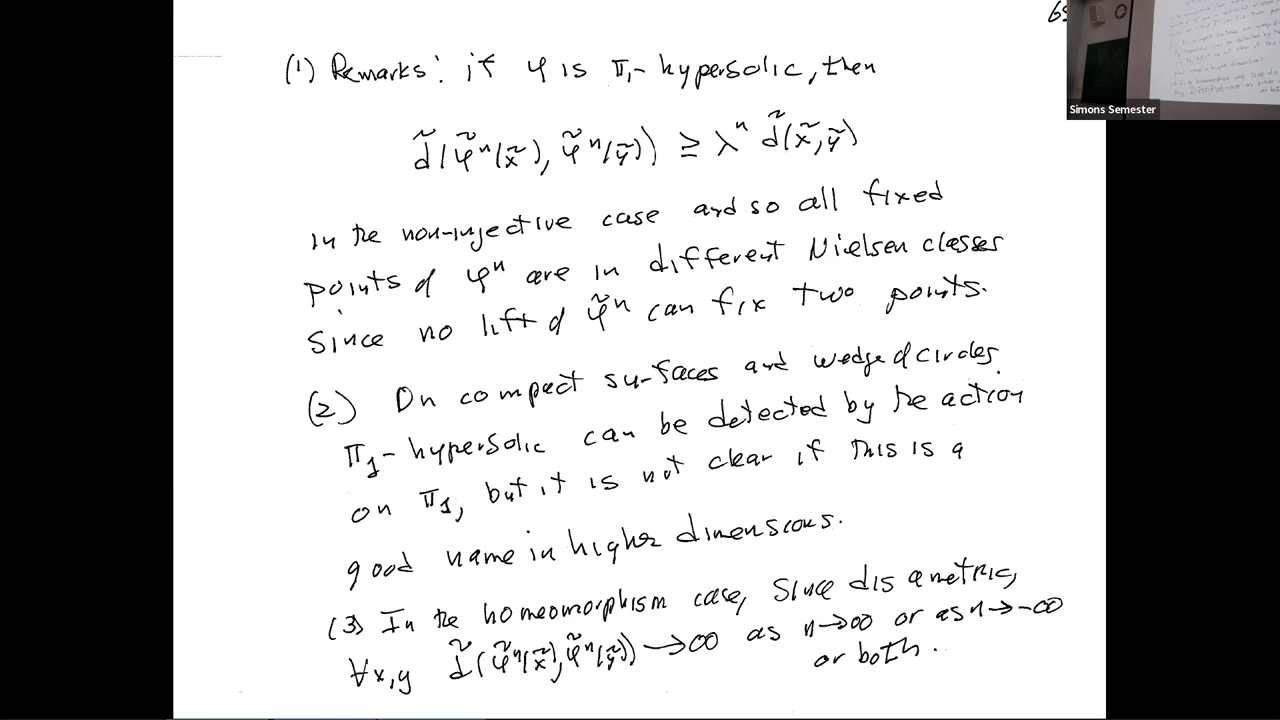 (1) Remarks: if φ is π₁-hyperbolic, then
d̃(φ̃ⁿ(x̃), φ̃ⁿ(ỹ)) ≥ λⁿ d̃(x̃,ỹ)
in the non-injective case and so all fixed
points of φⁿ are in different Nielsen classes
since no lift of φ̃ⁿ can fix two points.
(2) On compact surfaces and wedge of circles
π₁-hyperbolic can be detected by the action
on π₁, but it is not clear if this is a
good name in higher dimensions.
(3) In the homeomorphism case, since d is a metric,
∀x,y d̃(φ̃ⁿ(x̃),φ̃ⁿ(ỹ)) → ∞ as n→∞ or as n→-∞
or both.
Simons Semester